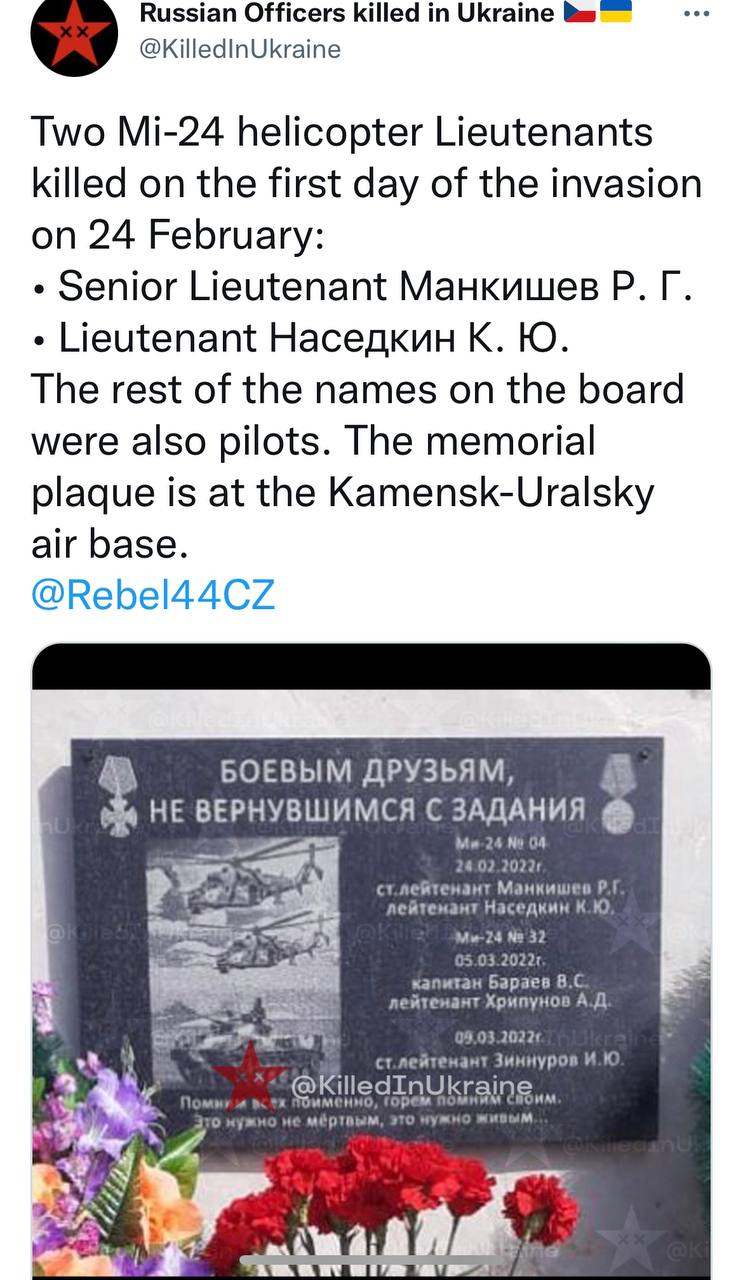 Russian Officers killed in Ukraine 🇨🇿🇺🇦
@KilledInUkraine
Two Mi-24 helicopter Lieutenants
killed on the first day of the invasion
on 24 February:
• Senior Lieutenant Манкишев Р. Г.
• Lieutenant Наседкин К. Ю.
The rest of the names on the board
were also pilots. The memorial
plaque is at the Kamensk-Uralsky
air base.
@Rebel44CZ
БОЕВЫМ ДРУЗЬЯМ,
НЕ ВЕРНУВШИМСЯ С ЗАДАНИЯ
Ми-24 № 04
24.02.2022г.
ст.лейтенант Манкишев Р.Г.
лейтенант Наседкин К.Ю.
Ми-24 № 32
05.03.2022г.
капитан Бараев В.С.
лейтенант Хрипунов А.Д.
09.03.2022г.
ст.лейтенант Зиннуров И.Ю.
@KilledInUkraine
Помним всех поимённо, горем помним своим.
Это нужно не мёртвым, это нужно живым...